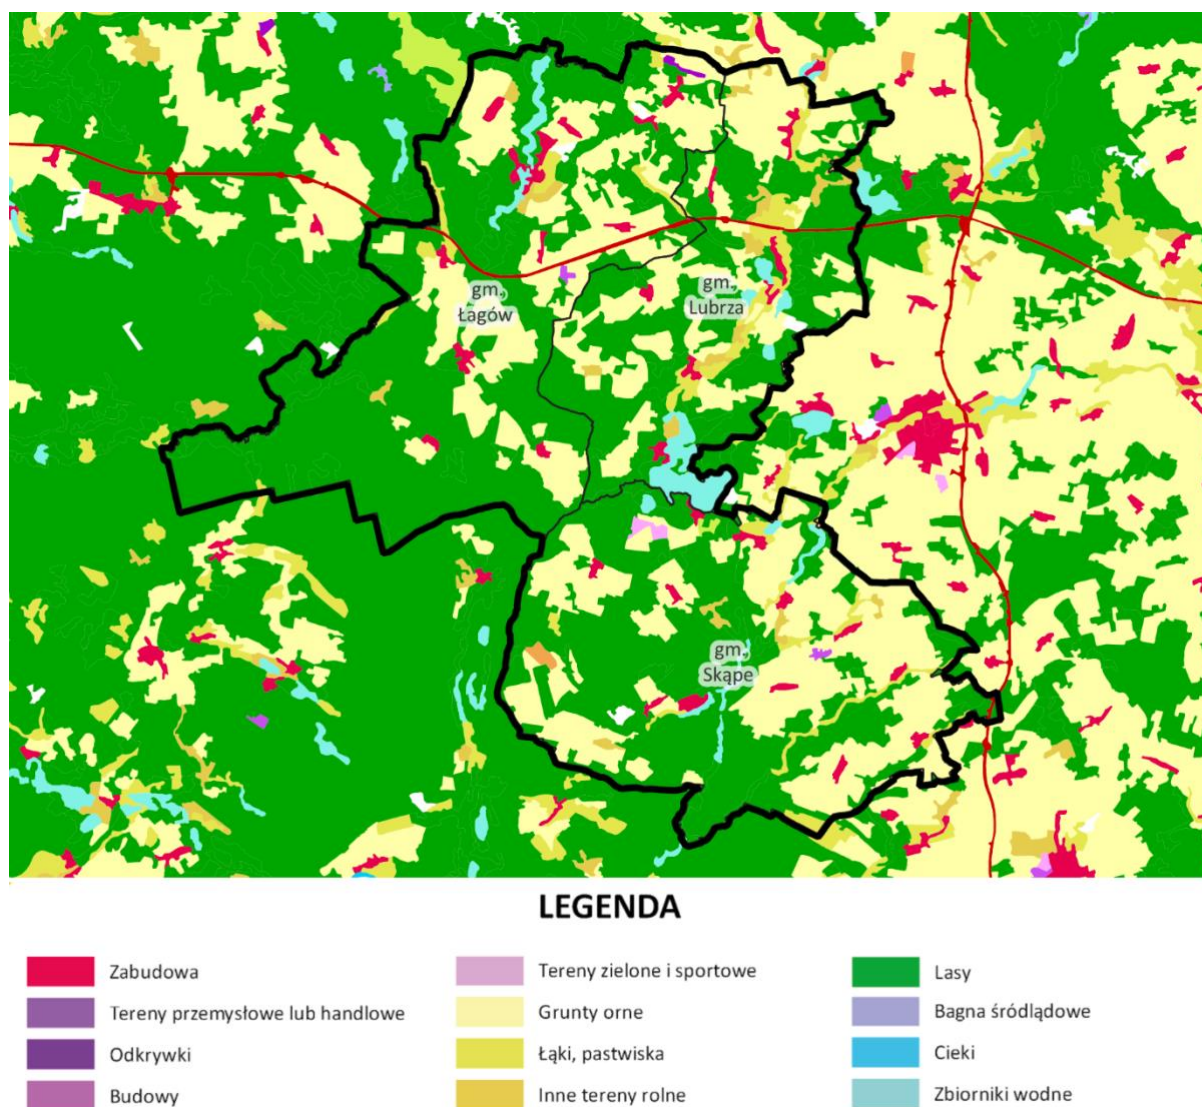 gm.
Łagów
gm.
Lubrza
gm.
Skąpe
LEGENDA
Zabudowa
Tereny przemysłowe lub handlowe
Odkrywki
Budowy
Tereny zielone i sportowe
Grunty orne
Łąki, pastwiska
Inne tereny rolne
Lasy
Bagna śródlądowe
Cieki
Zbiorniki wodne